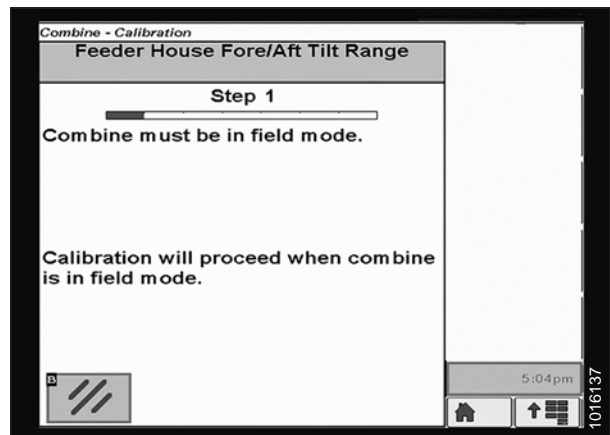 Combine - Calibration
Feeder House Fore/Aft Tilt Range
Step 1
Combine must be in field mode.
Calibration will proceed when combine
is in field mode.
B
5:04pm
1016137